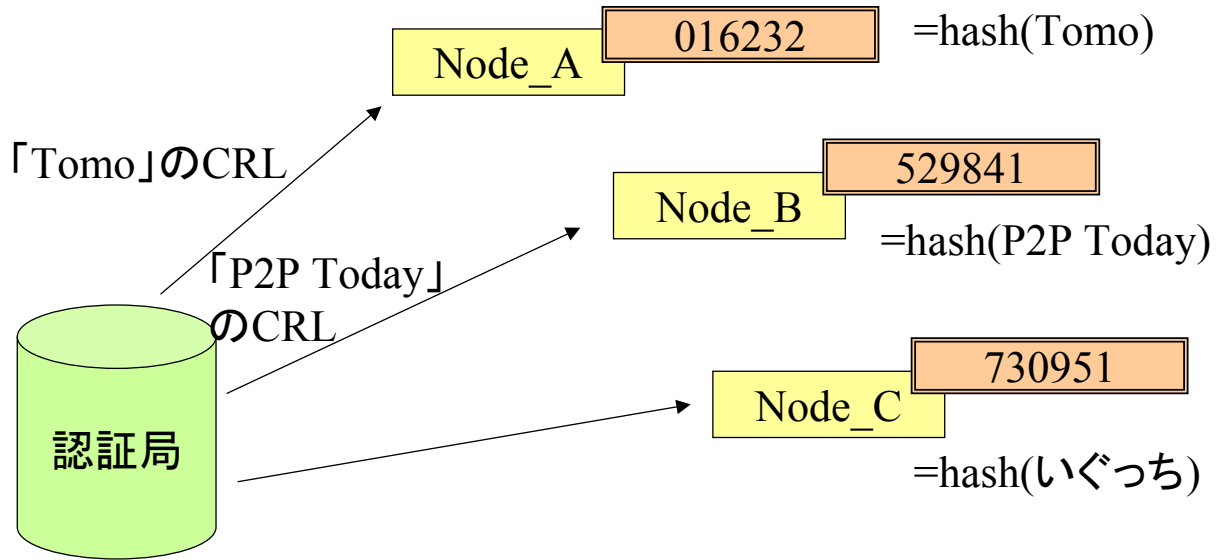 016232
=hash(Tomo)
Node_A
「Tomo」のCRL
529841
Node_B
=hash(P2P Today)
「P2P Today」
のCRL
730951
Node_C
認証局
=hash(いぐっち)